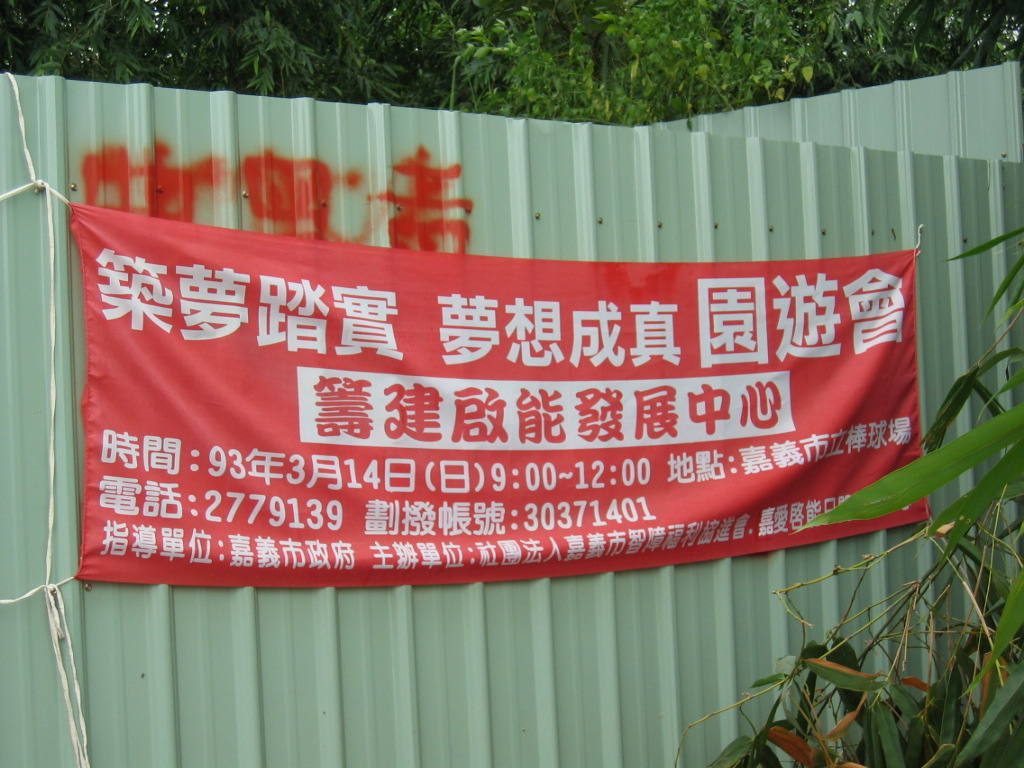 築夢踏實 夢想成真 園遊會
籌建啟能發展中心
時間：93年3月14日(日)9:00~12:00 地點：嘉義市立棒球場
電話：2779139 劃撥帳號：30371401
指導單位：嘉義市政府 主辦單位：社團法人嘉義市智障福利協進會．嘉愛啓能日間